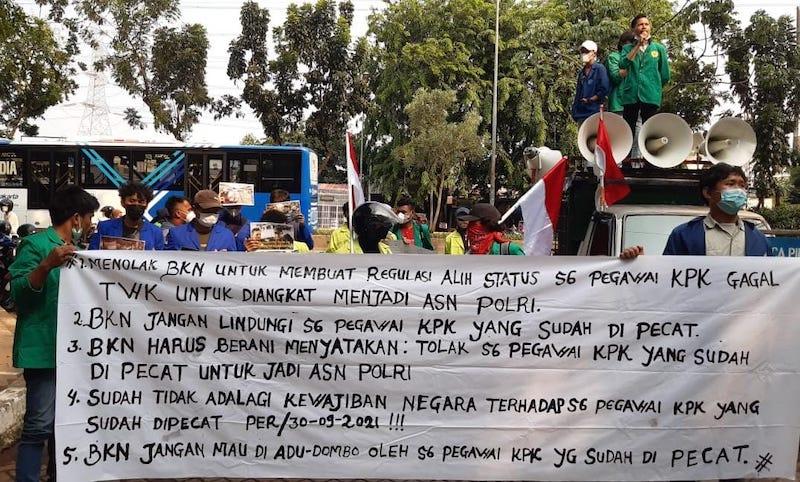 DIA
#1. MENOLAK BKN UNTUK MEMBUAT REGULASI ALIH STATUS 56 PEGAWAI KPK GAGAL
TWK UNTUK DIANGKAT MENJADI ASN POLRI.
2. BKN JANGAN LINDUNGI 56 PEGAWAI KPK YANG SUDAH DI PECAT.
3. BKN HARUS BERANI MENYATAKAN: TOLAK 56 PEGAWAI KPK YANG SUDAH
DI PECAT UNTUK JADI ASN POLRI
4. SUDAH TIDAK ADALAGI KEWAJIBAN NEGARA TERHADAP 56 PEGAWAI KPK YANG
SUDAH DIPECAT PER/30-09-2021 !!!
5. BKN JANGAN MAU DI ADU-DOMBO OLEH 56 PEGAWAI KPK YG SUDAH DI PECAT. #